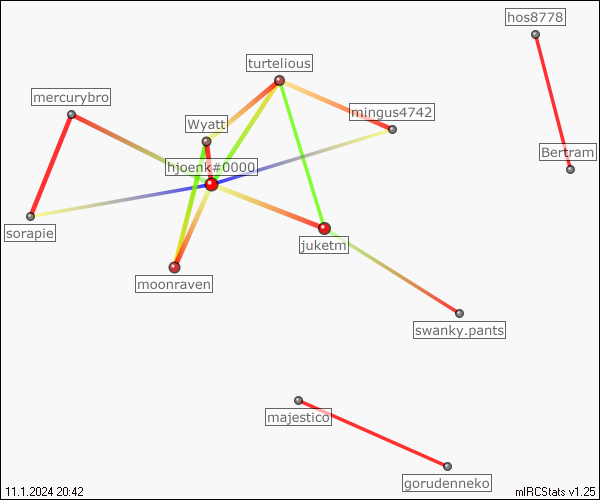 hos8778
turtelious
mercurybro
mingus4742
Wyatt
Bertram
hjoenk#0000
sorapie
juketm
moonraven
swanky.pants
majestico
gorudenneko
11.1.2024 20:42
mIRCStats v1.25